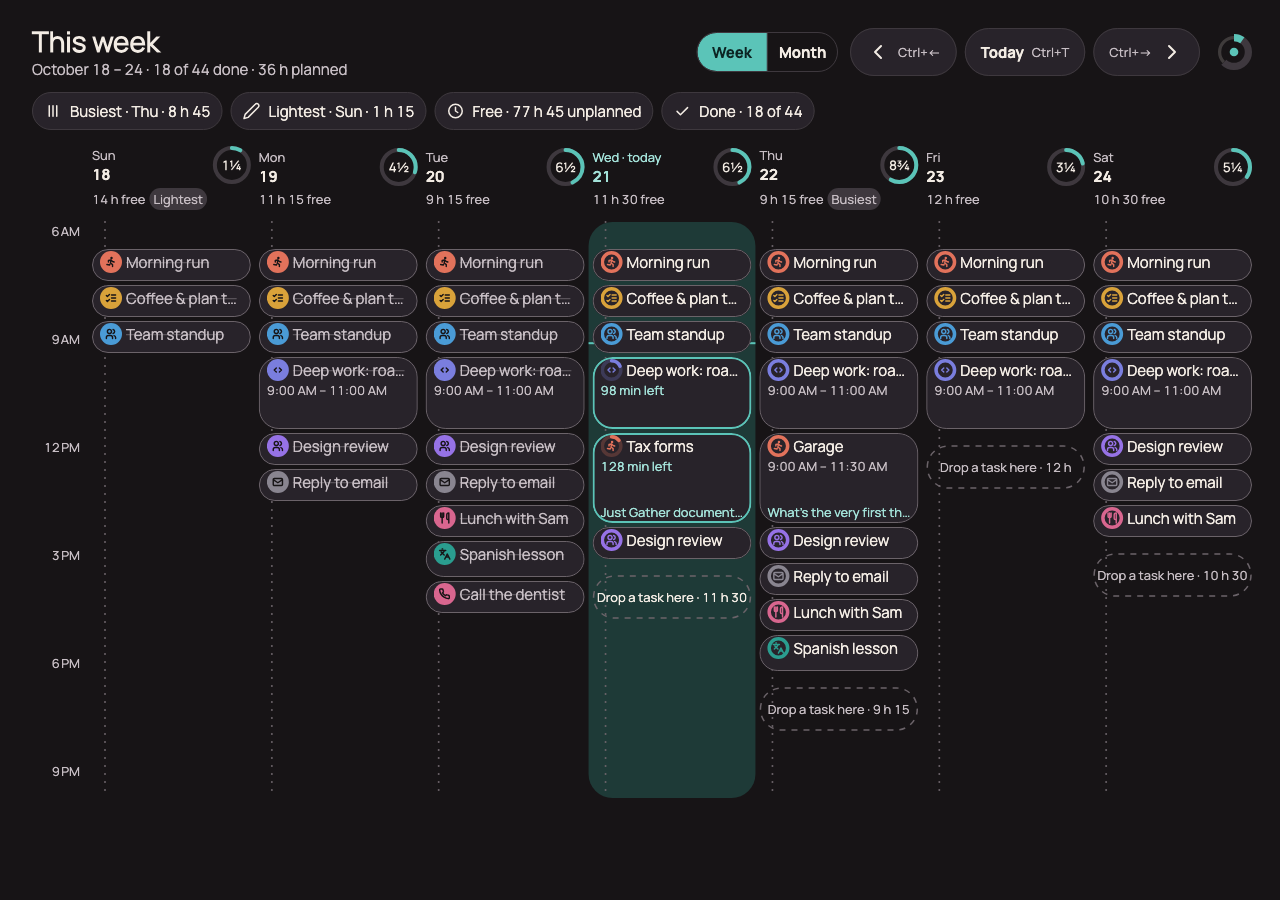 This week
October 18 – 24 · 18 of 44 done · 36 h planned
Week
Month
Ctrl+←
Today Ctrl+T
Ctrl+→
Busiest · Thu · 8 h 45
Lightest · Sun · 1 h 15
Free · 77 h 45 unplanned
Done · 18 of 44
Sun
18
1¼
14 h free Lightest
Mon
19
4½
11 h 15 free
Tue
20
6½
9 h 15 free
Wed · today
21
6½
11 h 30 free
Thu
22
8¾
9 h 15 free Busiest
Fri
23
3¼
12 h free
Sat
24
5¼
10 h 30 free
6 AM
9 AM
12 PM
3 PM
6 PM
9 PM
Morning run
Coffee & plan t...
Team standup
Morning run
Coffee & plan t...
Team standup
Deep work: roa...
9:00 AM – 11:00 AM
Design review
Reply to email
Morning run
Coffee & plan t...
Team standup
Deep work: roa...
9:00 AM – 11:00 AM
Design review
Reply to email
Lunch with Sam
Spanish lesson
Call the dentist
Morning run
Coffee & plan t...
Team standup
Deep work: roa...
98 min left
Tax forms
128 min left
Just Gather document...
Design review
Drop a task here · 11 h 30
Morning run
Coffee & plan t...
Team standup
Deep work: roa...
9:00 AM – 11:00 AM
Garage
9:00 AM – 11:30 AM
What's the very first th...
Design review
Reply to email
Lunch with Sam
Spanish lesson
Drop a task here · 9 h 15
Morning run
Coffee & plan t...
Team standup
Deep work: roa...
9:00 AM – 11:00 AM
Drop a task here · 12 h
Morning run
Coffee & plan t...
Team standup
Deep work: roa...
9:00 AM – 11:00 AM
Design review
Reply to email
Lunch with Sam
Drop a task here · 10 h 30